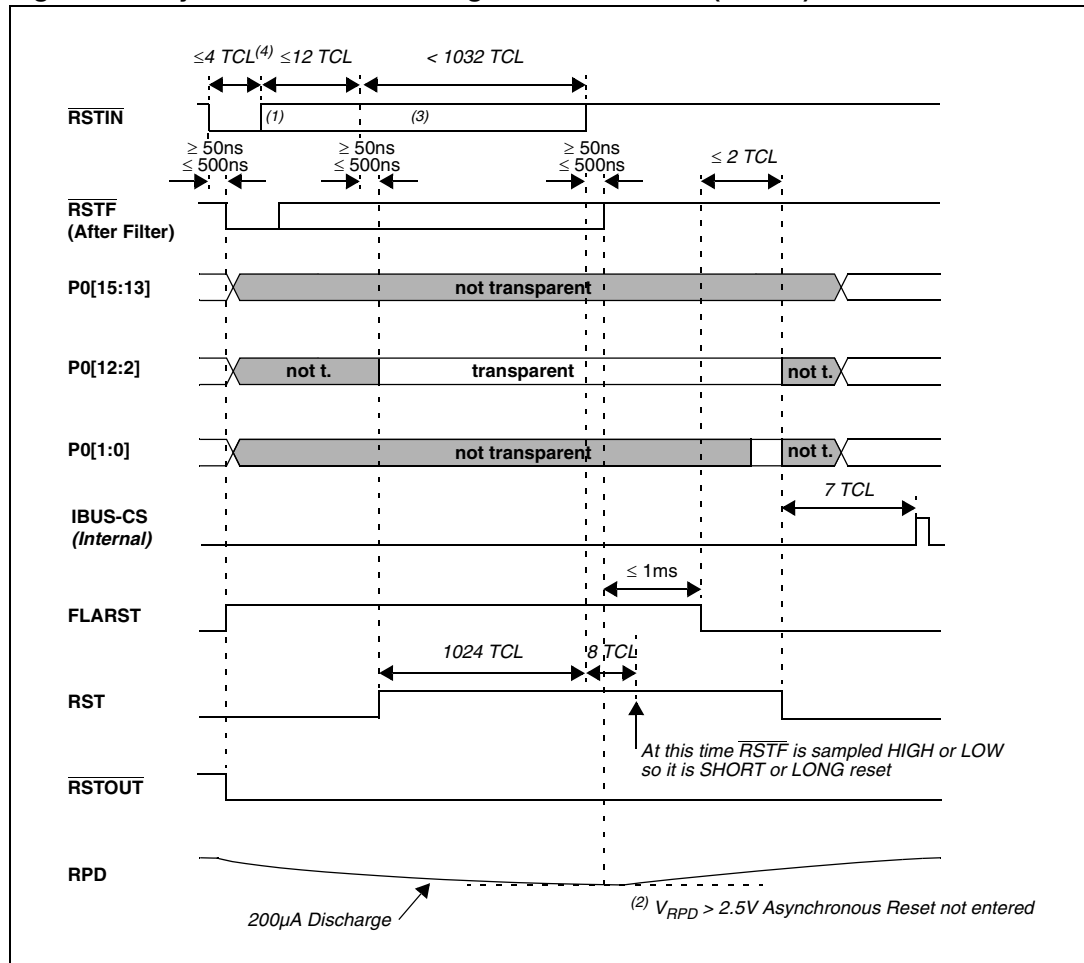 ≤4 TCL(4) ≤12 TCL < 1032 TCL
RSTIN
(1) (3)
≥ 50ns ≥ 50ns ≥ 50ns
≤ 500ns ≤ 500ns ≤ 500ns
≤ 2 TCL
RSTF
(After Filter)
P0[15:13] not transparent
P0[12:2] not t. transparent not t.
P0[1:0] not transparent not t.
7 TCL
IBUS-CS
(Internal)
≤ 1ms
FLARST
1024 TCL 8 TCL
RST
At this time RSTF is sampled HIGH or LOW
so it is SHORT or LONG reset
RSTOUT
RPD
200µA Discharge
(2) VRPD > 2.5V Asynchronous Reset not entered